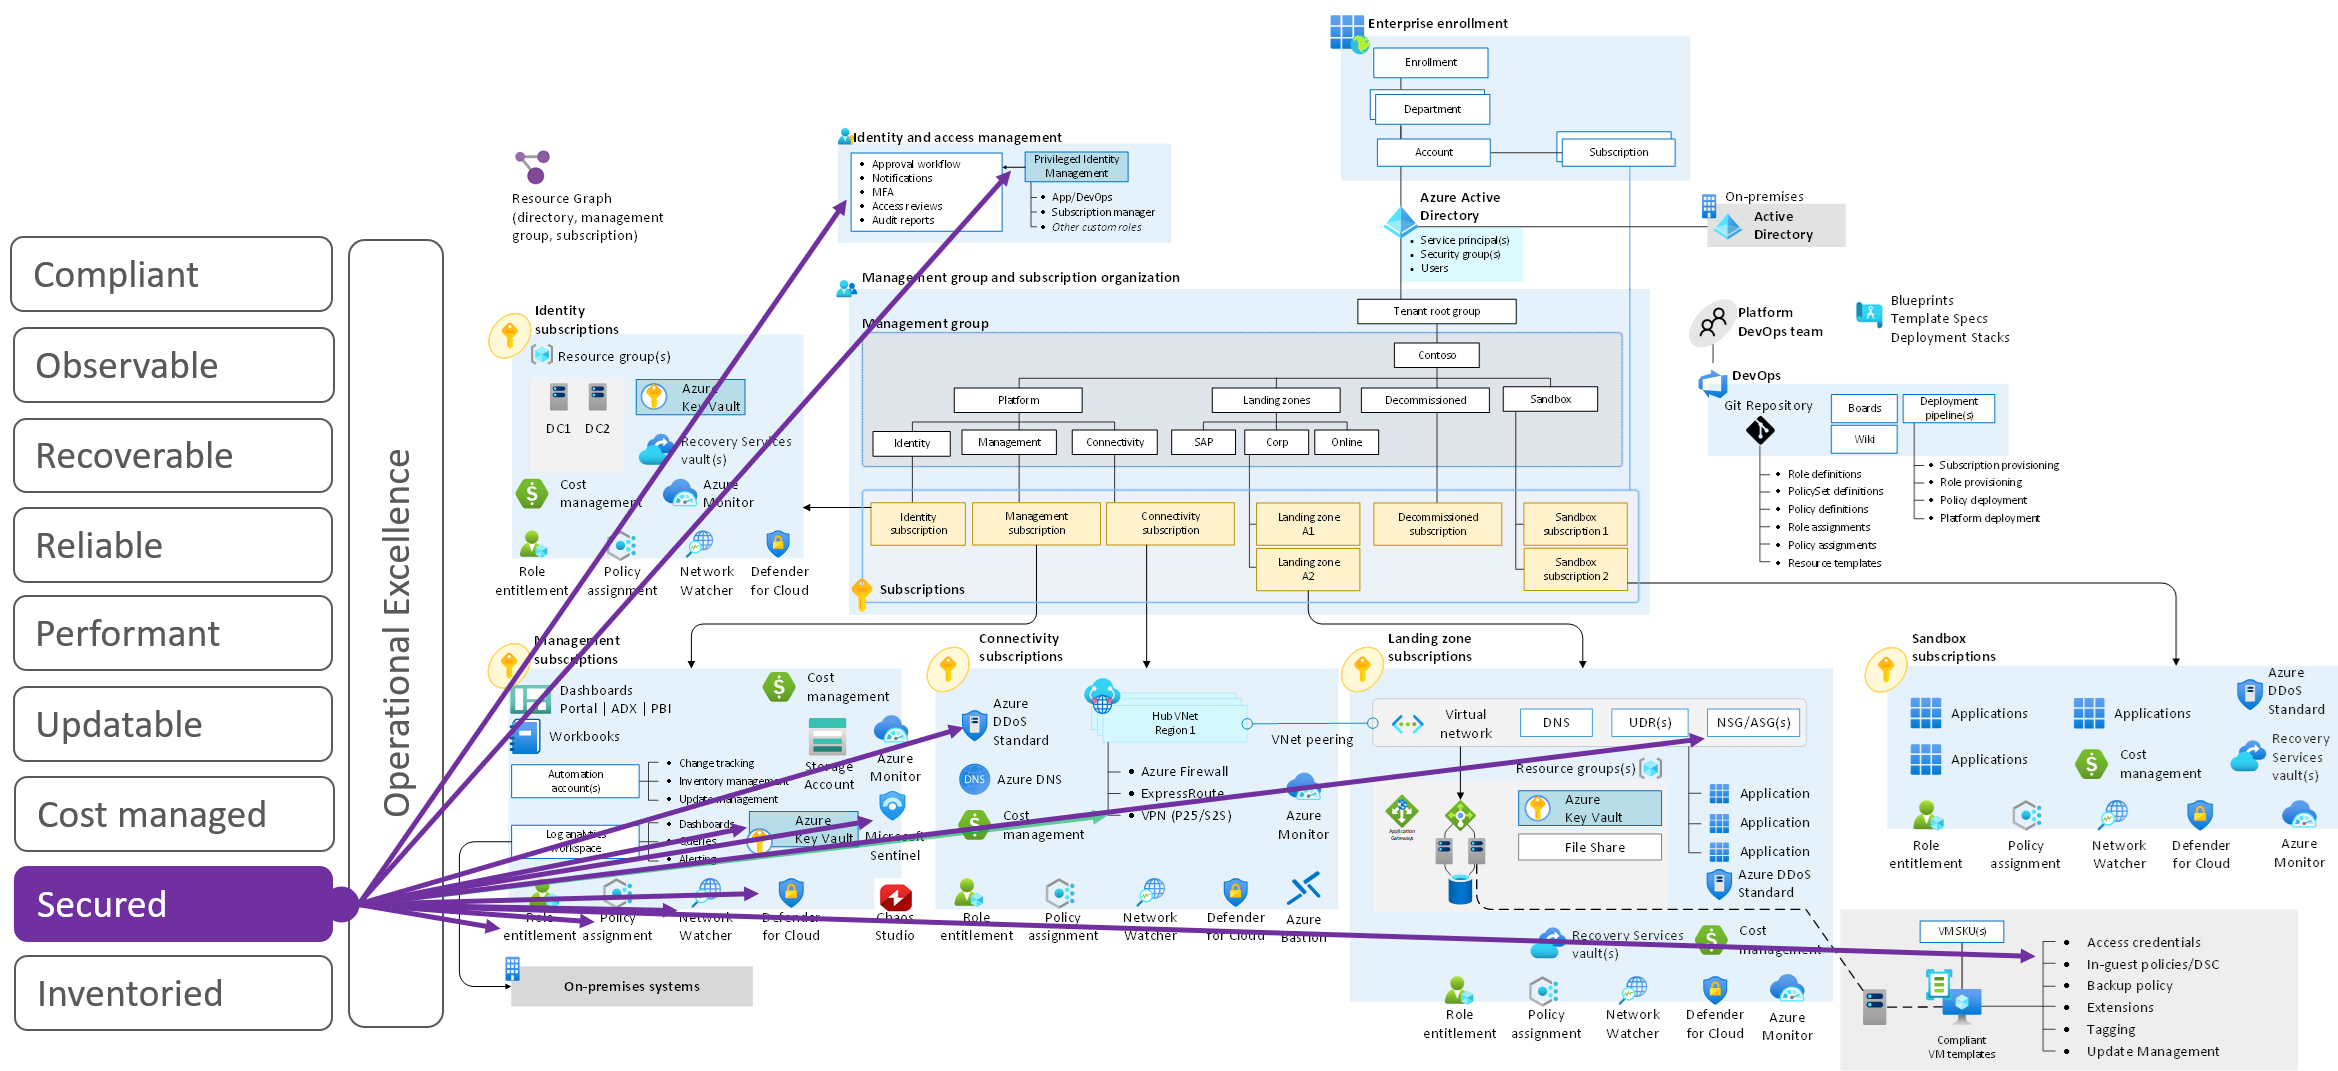 Compliant
Observable
Recoverable
Reliable
Performant
Updatable
Cost managed
Secured
Inventoried
Operational Excellence
Resource Graph
(directory, management
group, subscription)
Identity and access management
Approval workflow
Notifications
MFA
Access reviews
Audit reports
Privileged Identity
Management
App/DevOps
Subscription manager
Other custom roles
Enterprise enrollment
Enrollment
Department
Account
Subscription
Azure Active
Directory
Service principal(s)
Security group(s)
Users
On-premises
Active
Directory
Identity
subscriptions
Resource group(s)
DC1
DC2
Azure
Key Vault
Recovery Services
vault(s)
Cost
management
Azure
Monitor
Role
entitlement
Policy
assignment
Network
Watcher
Defender
for Cloud
Management group and subscription organization
Management group
Tenant root group
Contoso
Platform
Landing zones
Decommissioned
Sandbox
Identity
Management
Connectivity
SAP
Corp
Online
Identity
subscription
Management
subscription
Connectivity
subscription
Landing zone
A1
Landing zone
A2
Decommissioned
subscription
Sandbox
subscription 1
Sandbox
subscription 2
Subscriptions
Platform
DevOps team
Blueprints
Template Specs
Deployment Stacks
DevOps
Git Repository
Boards
Wiki
Deployment
pipeline(s)
Role definitions
PolicySet definitions
Policy definitions
Role assignments
Policy assignments
Resource templates
Subscription provisioning
Role provisioning
Policy deployment
Platform deployment
Management
subscriptions
Dashboards
Portal | ADX | PBI
Workbooks
Cost
management
Storage
Account
Azure
Monitor
Automation
account(s)
Change tracking
Inventory management
Update management
Log analytics
workspace
Dashboards
Queries
Alerting
Azure
Key Vault
Microsoft
Sentinel
Role
entitlement
Policy
assignment
Network
Watcher
Defender
for Cloud
Chaos
Studio
On-premises systems
Connectivity
subscriptions
Azure
DDoS
Standard
DNS
Azure DNS
Cost
management
Hub VNet
Region 1
Azure Firewall
ExpressRoute
VPN (P2S/S2S)
VNet peering
Azure
Monitor
Role
entitlement
Policy
assignment
Network
Watcher
Defender
for Cloud
Azure
Bastion
Landing zone
subscriptions
Virtual
network
DNS
UDR(s)
NSG/ASG(s)
Resource groups(s)
Application
Gateways
Azure
Key Vault
File Share
Application
Application
Application
Azure DDoS
Standard
Recovery Services
vault(s)
Cost
management
Role
entitlement
Policy
assignment
Network
Watcher
Defender
for Cloud
Azure
Monitor
Sandbox
subscriptions
Applications
Applications
Applications
Cost
management
Azure
DDoS
Standard
Recovery
Services
vault(s)
Role
entitlement
Policy
assignment
Network
Watcher
Defender
for Cloud
Azure
Monitor
VM SKU(s)
Compliant
VM templates
Access credentials
In-guest policies/DSC
Backup policy
Extensions
Tagging
Update Management